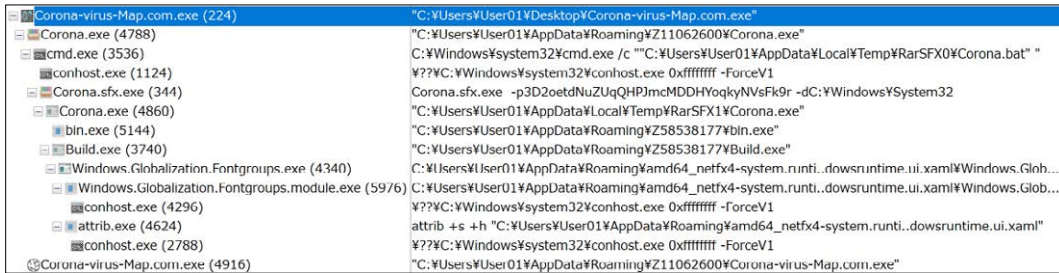 Corona-virus-Map.com.exe (224) "C:¥Users¥User01¥Desktop¥Corona-virus-Map.com.exe"
Corona.exe (4788) "C:¥Users¥User01¥AppData¥Roaming¥Z11062600¥Corona.exe"
cmd.exe (3536) C:¥Windows¥system32¥cmd.exe /c ""C:¥Users¥User01¥AppData¥Local¥Temp¥RarSFX0¥Corona.bat" "
conhost.exe (1124) ¥??¥C:¥Windows¥system32¥conhost.exe 0xffffffff -ForceV1
Corona.sfx.exe (344) Corona.sfx.exe -p3D2oetdNuZUqQHPJmcMDDHYoqkyNVsFk9r -dC:¥Windows¥System32
Corona.exe (4860) "C:¥Users¥User01¥AppData¥Local¥Temp¥RarSFX1¥Corona.exe"
bin.exe (5144) "C:¥Users¥User01¥AppData¥Roaming¥Z58538177¥bin.exe"
Build.exe (3740) "C:¥Users¥User01¥AppData¥Roaming¥Z58538177¥Build.exe"
Windows.Globalization.Fontgroups.exe (4340) C:¥Users¥User01¥AppData¥Roaming¥amd64_netfx4-system.runti..dowsruntime.ui.xaml¥Windows.Glob...
Windows.Globalization.Fontgroups.module.exe (5976) C:¥Users¥User01¥AppData¥Roaming¥amd64_netfx4-system.runti..dowsruntime.ui.xaml¥Windows.Glob...
conhost.exe (4296) ¥??¥C:¥Windows¥system32¥conhost.exe 0xffffffff -ForceV1
attrib.exe (4624) attrib +s +h "C:¥Users¥User01¥AppData¥Roaming¥amd64_netfx4-system.runti..dowsruntime.ui.xaml"
conhost.exe (2788) ¥??¥C:¥Windows¥system32¥conhost.exe 0xffffffff -ForceV1
Corona-virus-Map.com.exe (4916) "C:¥Users¥User01¥AppData¥Roaming¥Z11062600¥Corona-virus-Map.com.exe"